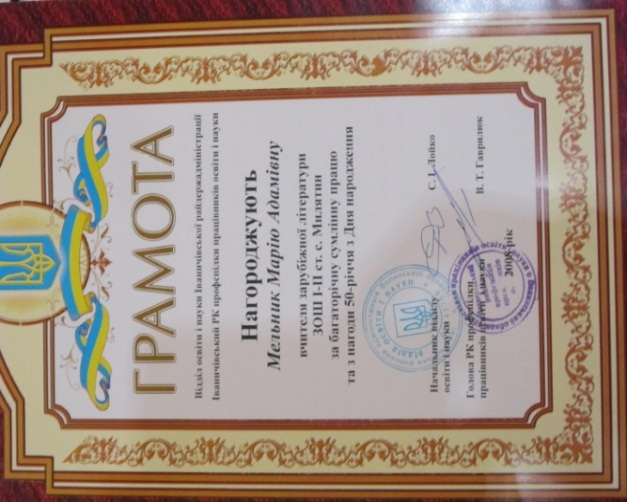 ГРАМОТА
Відділ освіти і науки Іваничівської райдержадміністрації
Іваничівський РК профспілки працівників освіти і науки
Нагороджують
Мельник Марію Адамівну
вчителя зарубіжної літератури
ЗОШ І-ІІ ст. с. Милятин
за багаторічну сумлінну працю
та з нагоди 50-річчя з Дня народження
Начальник відділу
освіти і науки С. І. Лойко
Голова РК профспілки
працівників освіти і науки В. Т. Гаврилюк
2008 рік